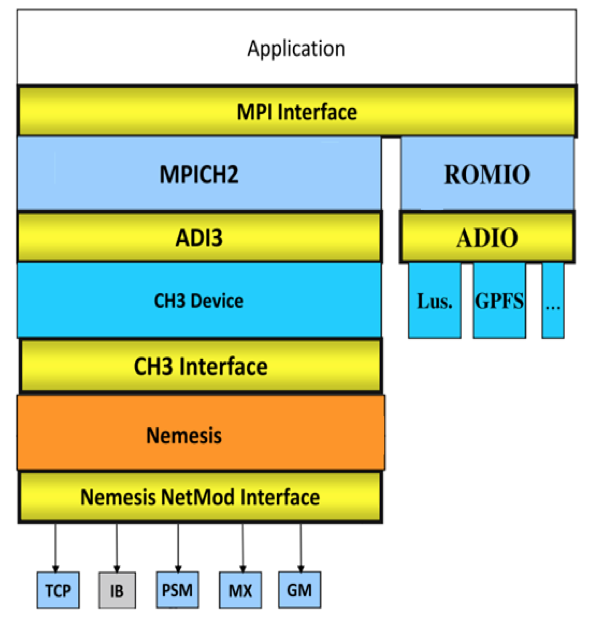 Application
MPI Interface
MPICH2 ROMIO
ADI3 ADIO
CH3 Device Lus. GPFS ...
CH3 Interface
Nemesis
Nemesis NetMod Interface
TCP IB PSM MX GM